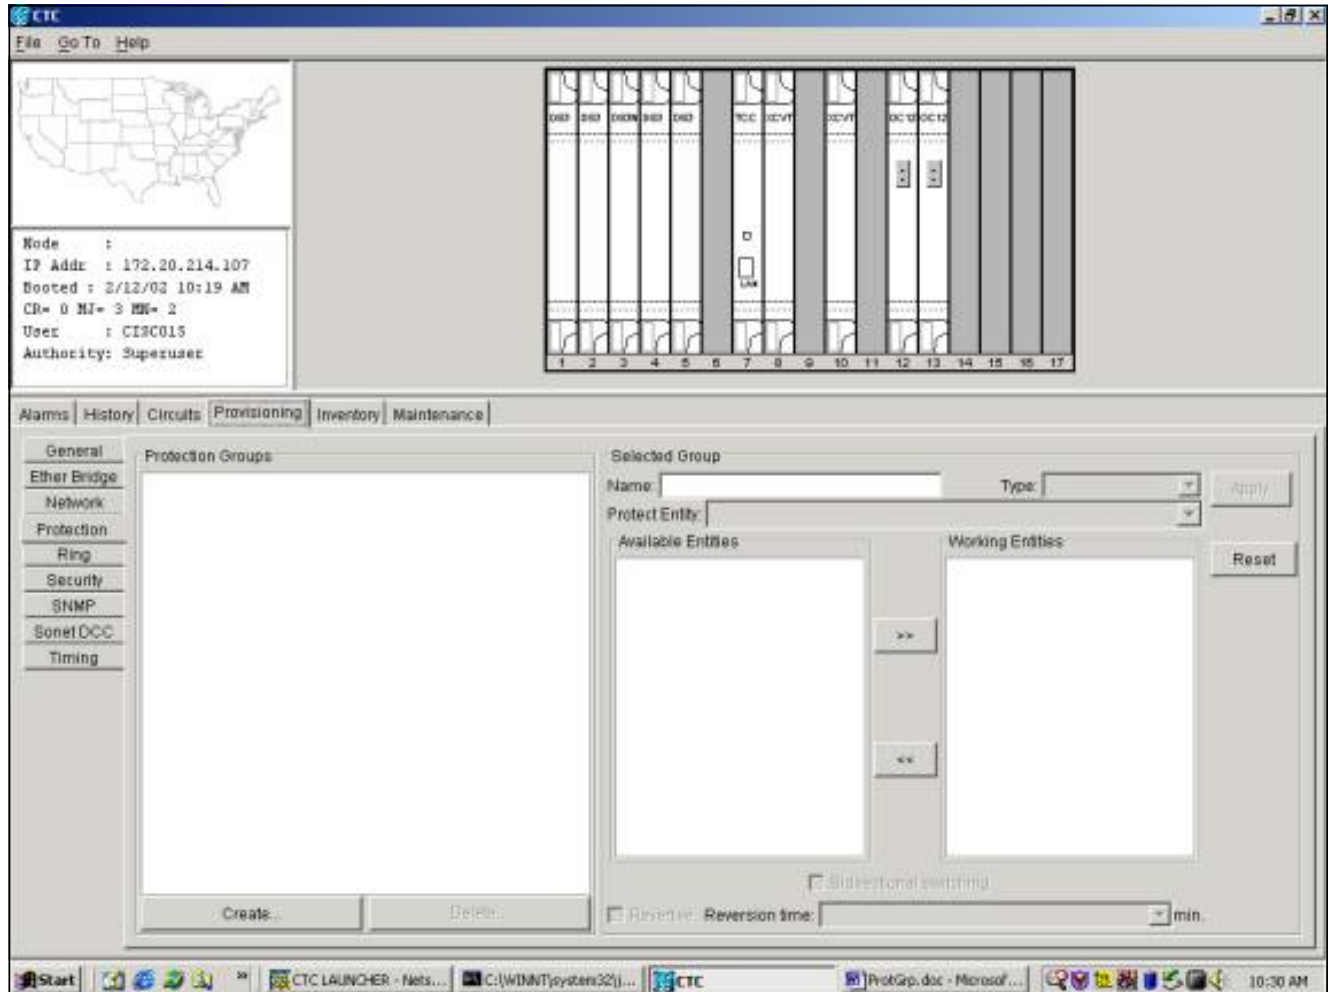 CTC
File Go To Help
DS3 DS3 DS3N DS3 DS3 TCC XCVT XCVT OC12 OC12
LAN
1 2 3 4 5 6 7 8 9 10 11 12 13 14 15 16 17
Node :
IP Addr : 172.20.214.107
Booted : 2/12/02 10:19 AM
CR= 0 MJ= 3 MN= 2
User : CISCO15
Authority: Superuser
Alarms History Circuits Provisioning Inventory Maintenance
General
Ether Bridge
Network
Protection
Ring
Security
SNMP
Sonet DCC
Timing
Protection Groups
Create... Delete...
Selected Group
Name: Type: Apply
Protect Entity:
Available Entities Working Entities
Reset
>>
<<
Bidirectional switching
Revertive Reversion time: min.
Start » CTC LAUNCHER - Nets... C:\WINNT\system32\j... CTC ProtGrp.doc - Microsof... 10:30 AM